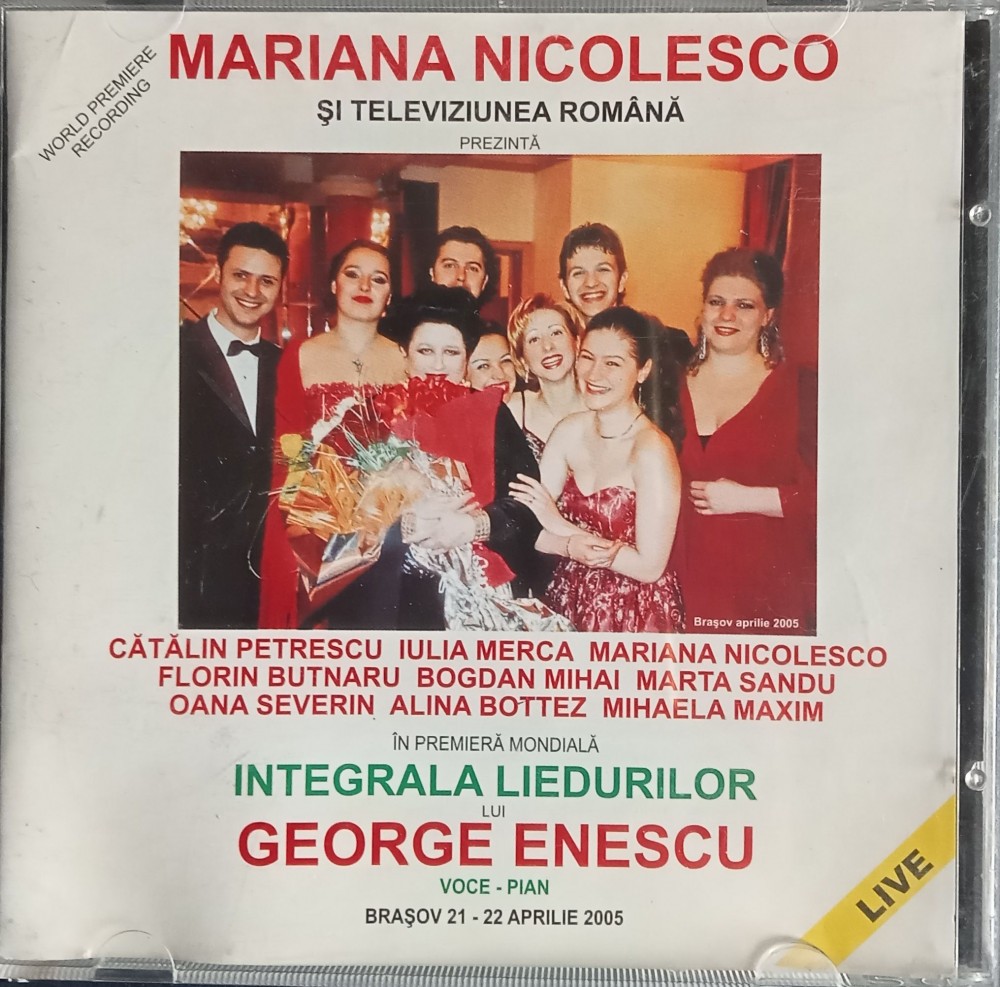 WORLD PREMIERE
RECORDING
MARIANA NICOLESCO
ŞI TELEVIZIUNEA ROMÂNĂ
PREZINTĂ
Braşov aprilie 2005
CĂTĂLIN PETRESCU IULIA MERCA MARIANA NICOLESCO
FLORIN BUTNARU BOGDAN MIHAI MARTA SANDU
OANA SEVERIN ALINA BOTTEZ MIHAELA MAXIM
ÎN PREMIERĂ MONDIALĂ
INTEGRALA LIEDURILOR
LUI
GEORGE ENESCU
VOCE - PIAN
BRAŞOV 21 - 22 APRILIE 2005
LIVE